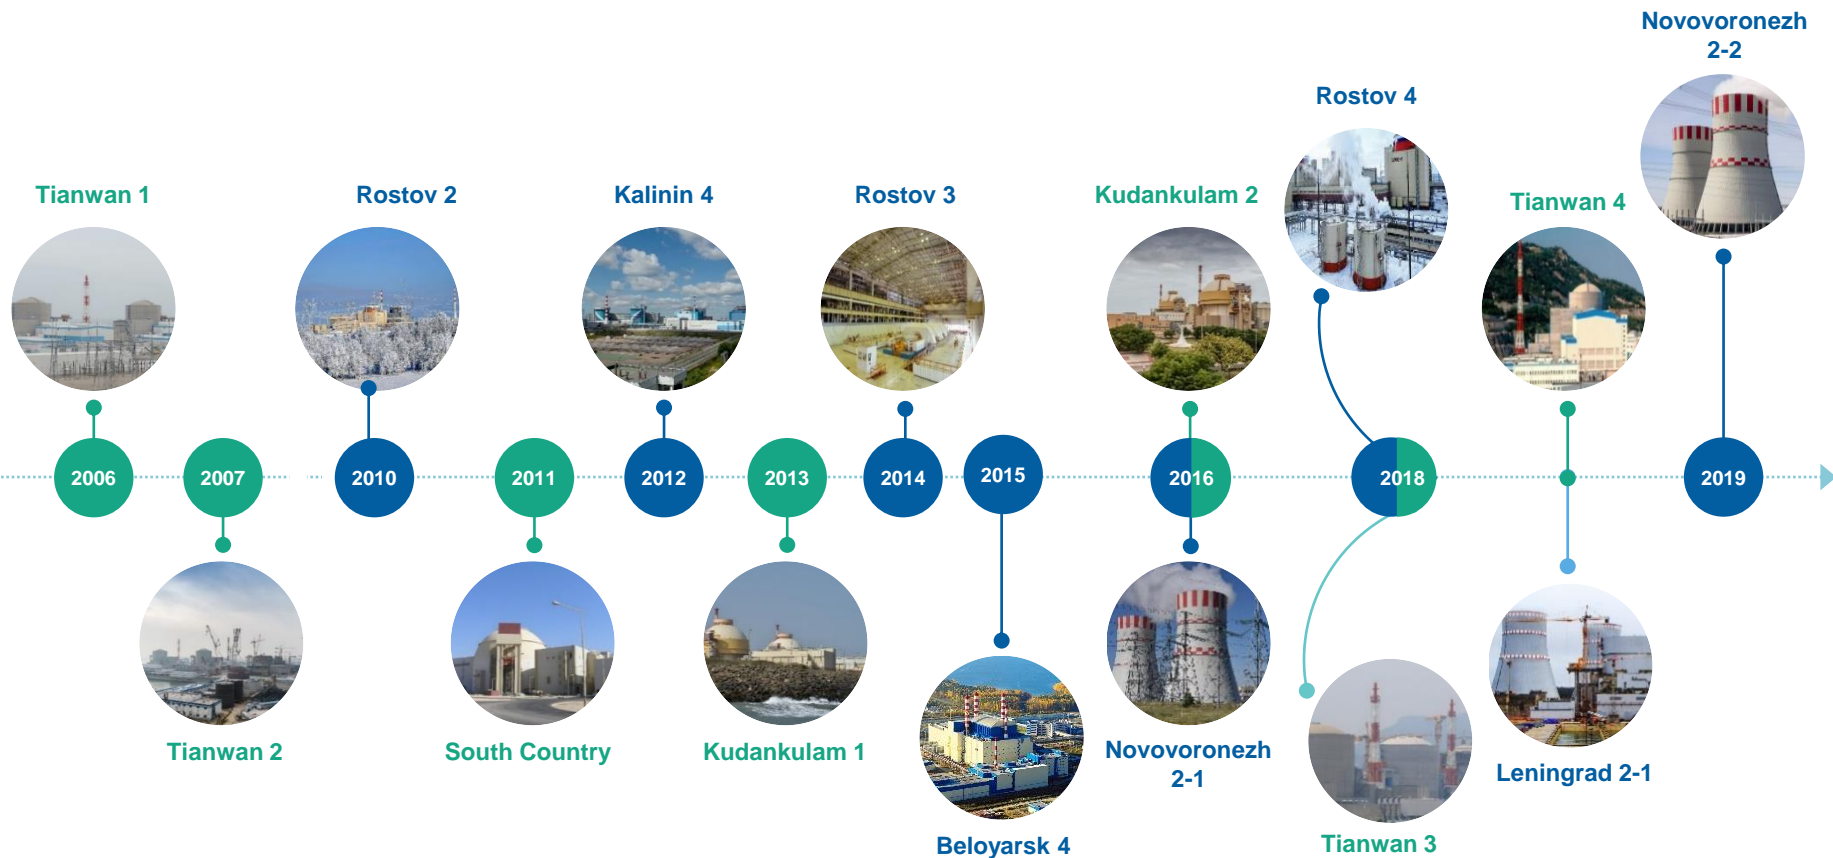 Novovoronezh
2-2
Rostov 4
Tianwan 1
Rostov 2
Kalinin 4
Rostov 3
Kudankulam 2
Tianwan 4
2006
2007
2010
2011
2012
2013
2014
2015
2016
2018
2019
Tianwan 2
South Country
Kudankulam 1
Novovoronezh
2-1
Leningrad 2-1
Beloyarsk 4
Tianwan 3